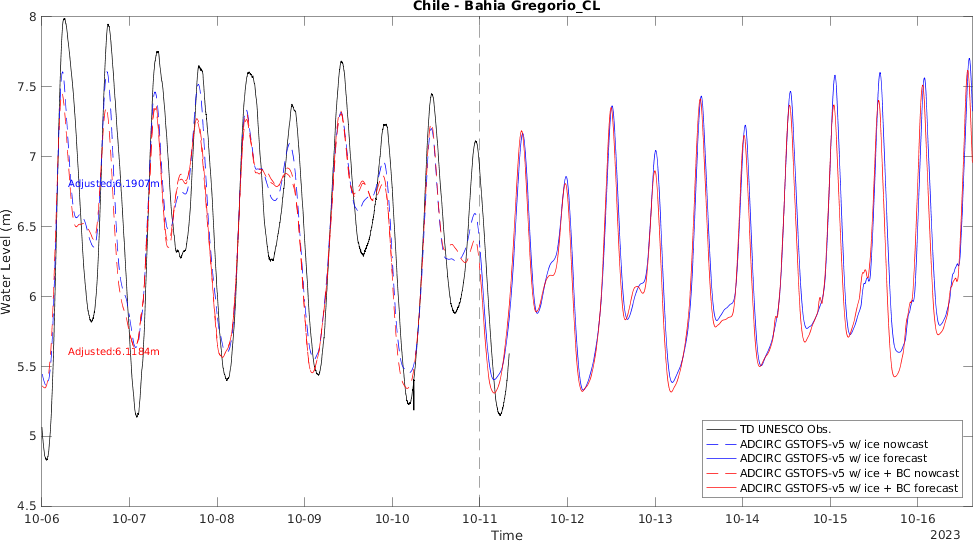 Chile - Bahia Gregorio_CL
8
7.5
7
6.5
6
5.5
5
4.5
Water Level (m)
Adjusted:6.1907m
Adjusted:6.1184m
TD UNESCO Obs.
ADCIRC GSTOFS-v5 w/ ice nowcast
ADCIRC GSTOFS-v5 w/ ice forecast
ADCIRC GSTOFS-v5 w/ ice + BC nowcast
ADCIRC GSTOFS-v5 w/ ice + BC forecast
10-06 10-07 10-08 10-09 10-10 10-11 10-12 10-13 10-14 10-15 10-16
Time
2023